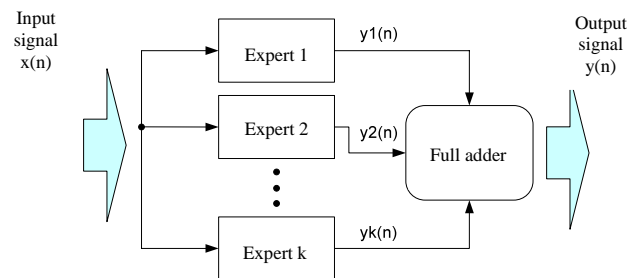 Input
signal
x(n)
Expert 1
y1(n)
Expert 2
y2(n)
Expert k
yk(n)
Full adder
Output
signal
y(n)